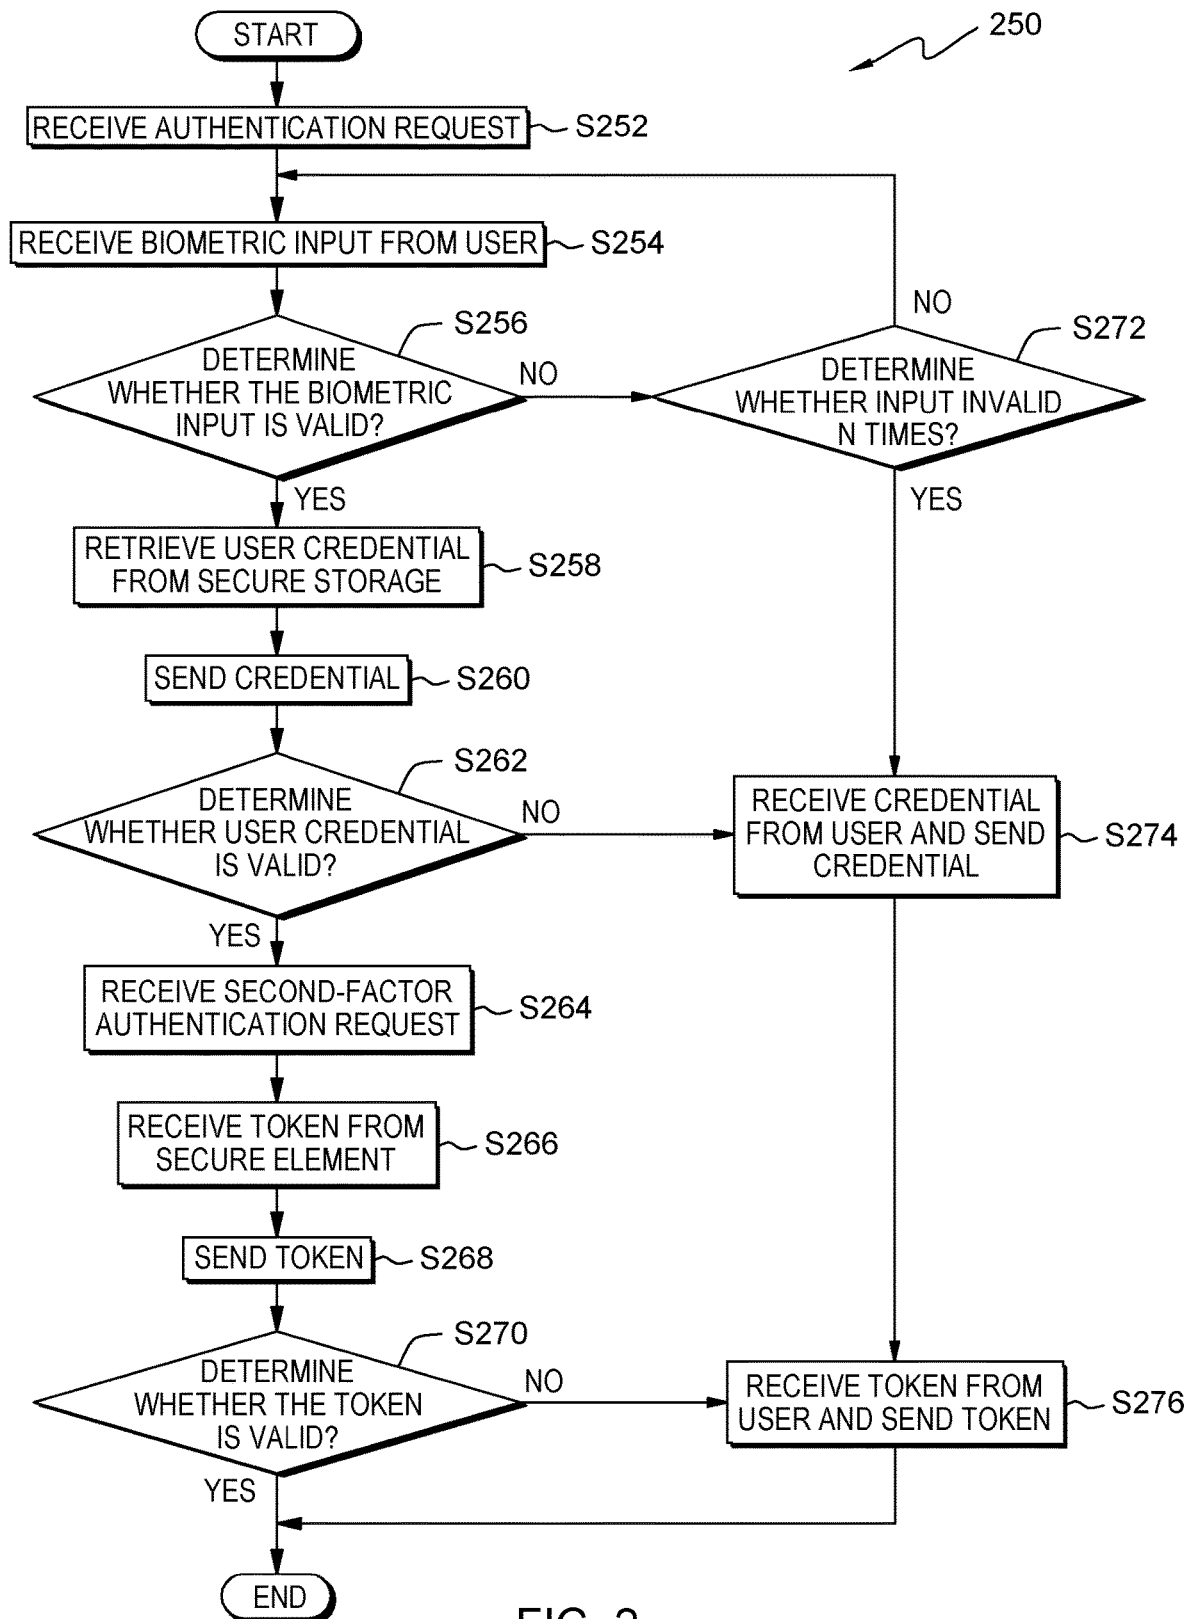 START
250
RECEIVE AUTHENTICATION REQUEST
S252
RECEIVE BIOMETRIC INPUT FROM USER
S254
S256
DETERMINE
WHETHER THE BIOMETRIC
INPUT IS VALID?
NO
NO
S272
DETERMINE
WHETHER INPUT INVALID
N TIMES?
YES
YES
RETRIEVE USER CREDENTIAL
FROM SECURE STORAGE
S258
SEND CREDENTIAL
S260
S262
DETERMINE
WHETHER USER CREDENTIAL
IS VALID?
NO
RECEIVE CREDENTIAL
FROM USER AND SEND
CREDENTIAL
S274
YES
RECEIVE SECOND-FACTOR
AUTHENTICATION REQUEST
S264
RECEIVE TOKEN FROM
SECURE ELEMENT
S266
SEND TOKEN
S268
S270
DETERMINE
WHETHER THE TOKEN
IS VALID?
NO
RECEIVE TOKEN FROM
USER AND SEND TOKEN
S276
YES
END